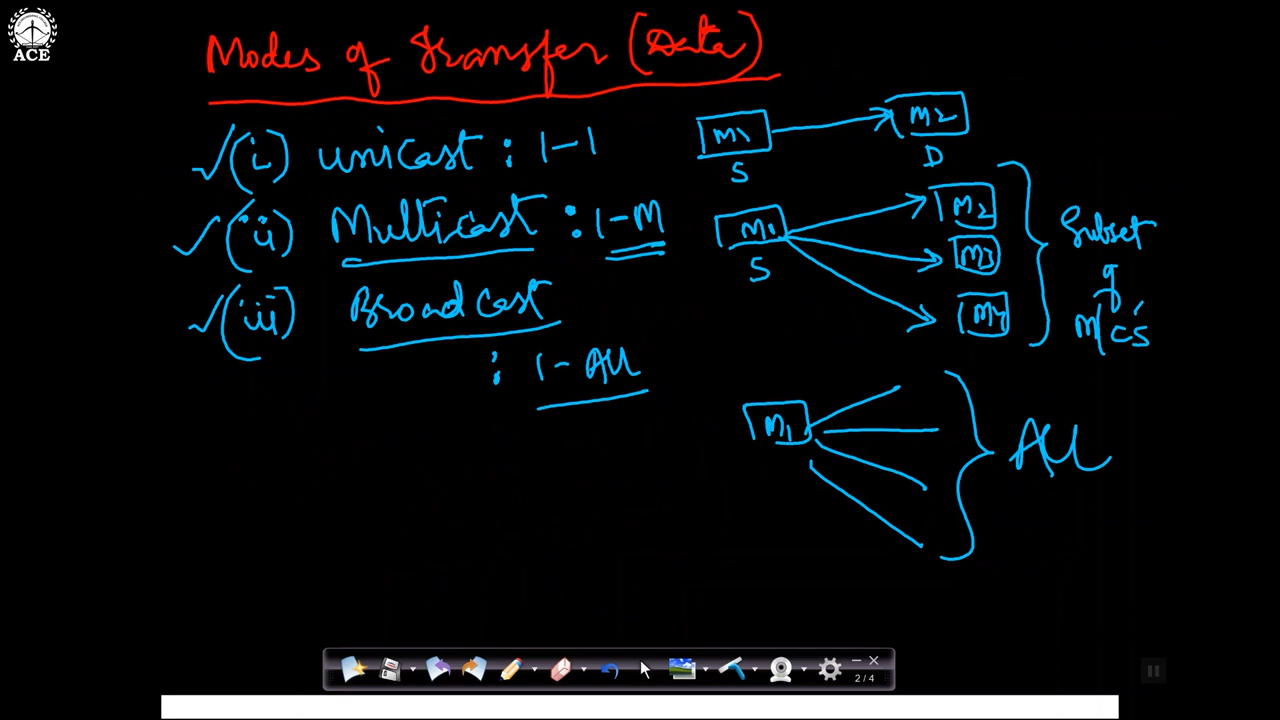 ACE
Modes of Transfer (Data)
(i) unicast : 1-1
M1
S
M2
D
(ii) Multicast : 1-M
M1
S
M2
M3
M4
Subset
of
M/CS
(iii) Broadcast
: 1- All
M1
All
2 / 4